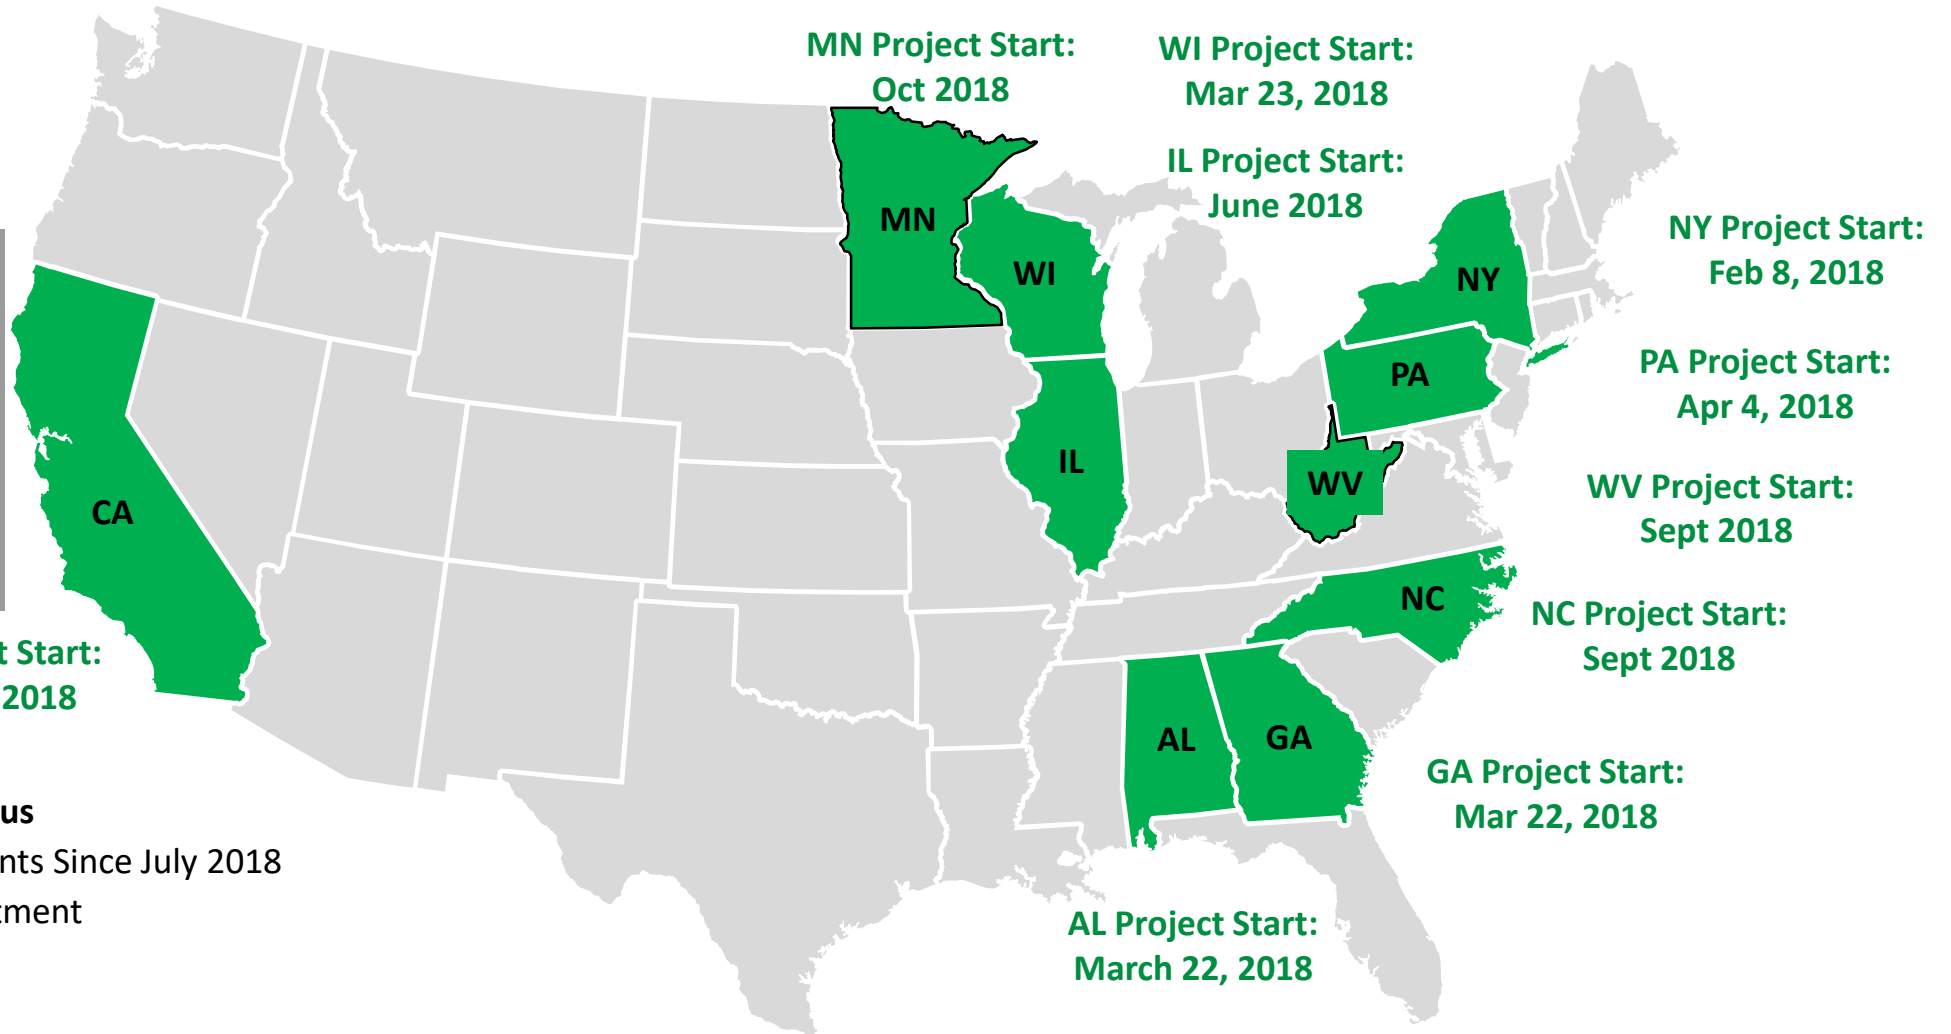 MN Project Start:
Oct 2018
WI Project Start:
Mar 23, 2018
IL Project Start:
June 2018
NY Project Start:
Feb 8, 2018
PA Project Start:
Apr 4, 2018
WV Project Start:
Sept 2018
NC Project Start:
Sept 2018
GA Project Start:
Mar 22, 2018
AL Project Start:
March 22, 2018
MN
WI
NY
PA
IL
WV
CA
NC
AL
GA
Start:
2018
Since July 2018